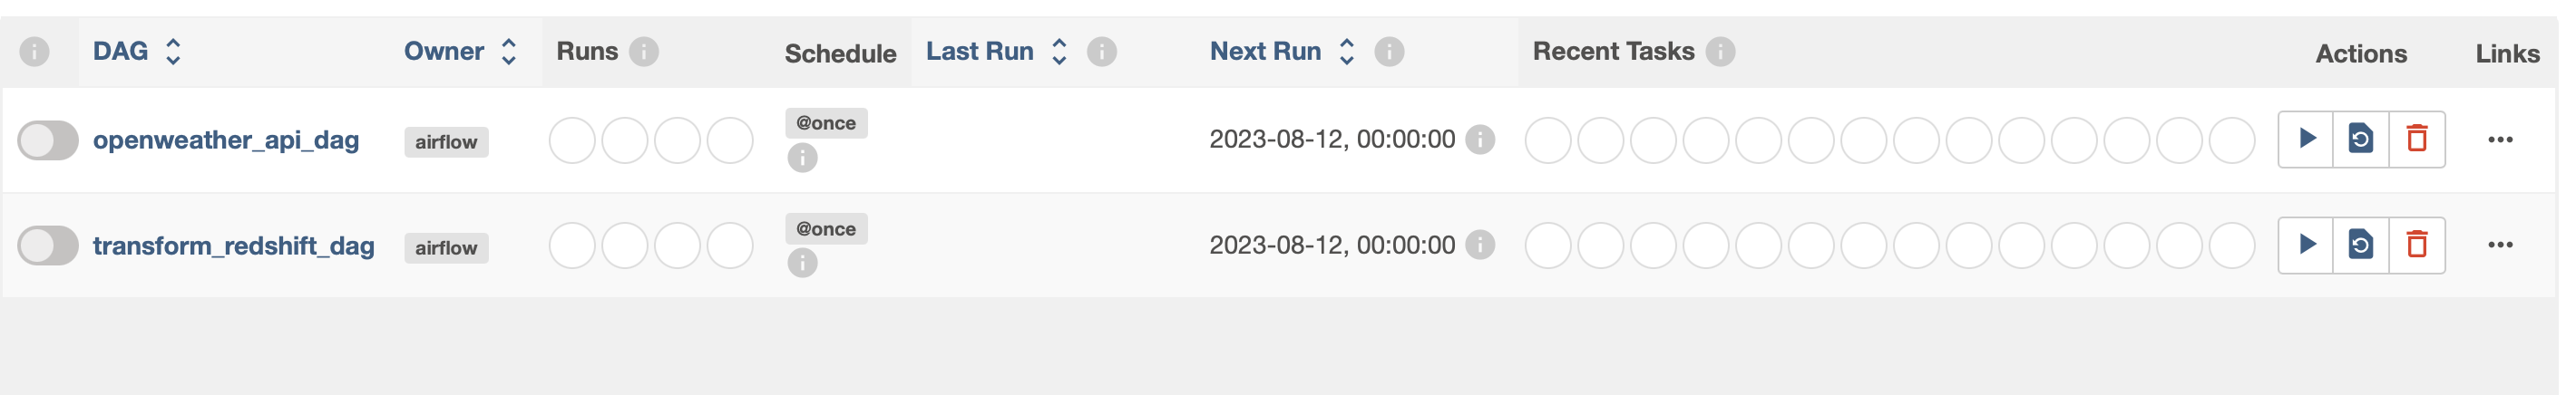 DAG Owner Runs Schedule Last Run Next Run Recent Tasks Actions Links
openweather_api_dag airflow @once 2023-08-12, 00:00:00
transform_redshift_dag airflow @once 2023-08-12, 00:00:00